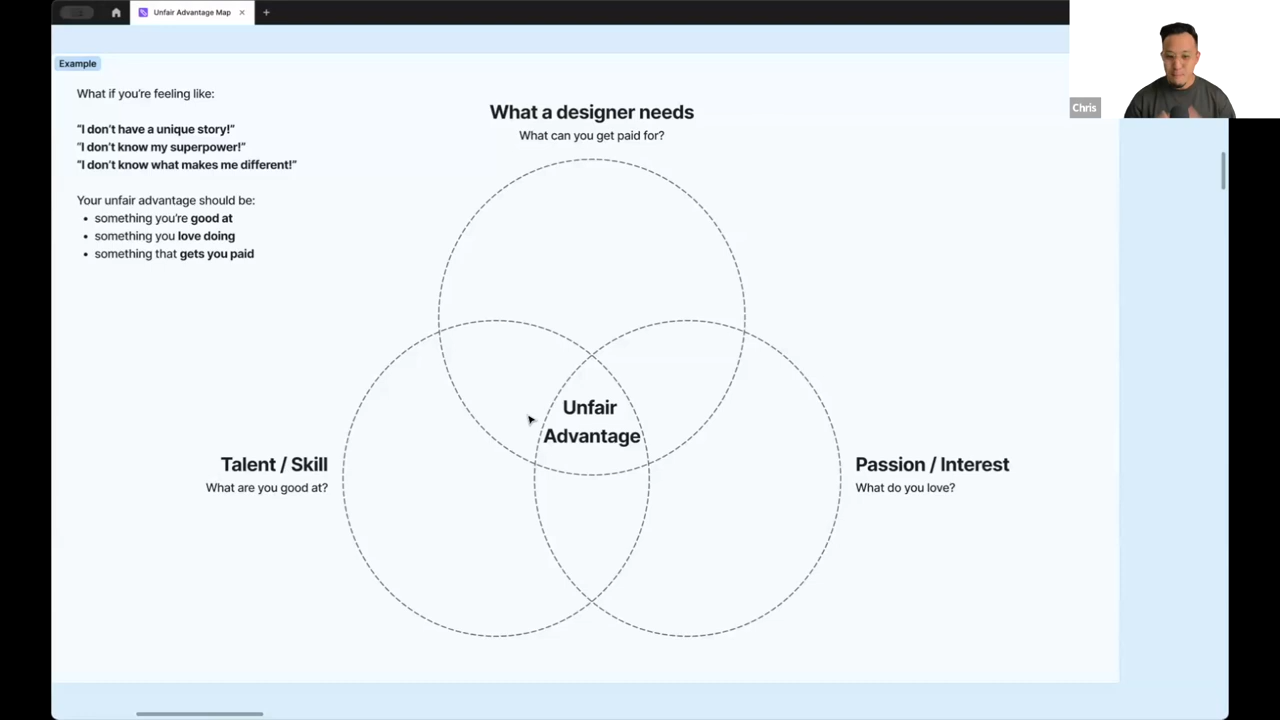 Unfair Advantage Map
Example
What if you're feeling like:
"I don't have a unique story!"
"I don't know my superpower!"
"I don't know what makes me different!"
Your unfair advantage should be:
• something you're good at
• something you love doing
• something that gets you paid
What a designer needs
What can you get paid for?
Unfair
Advantage
Talent / Skill
What are you good at?
Passion / Interest
What do you love?
Chris